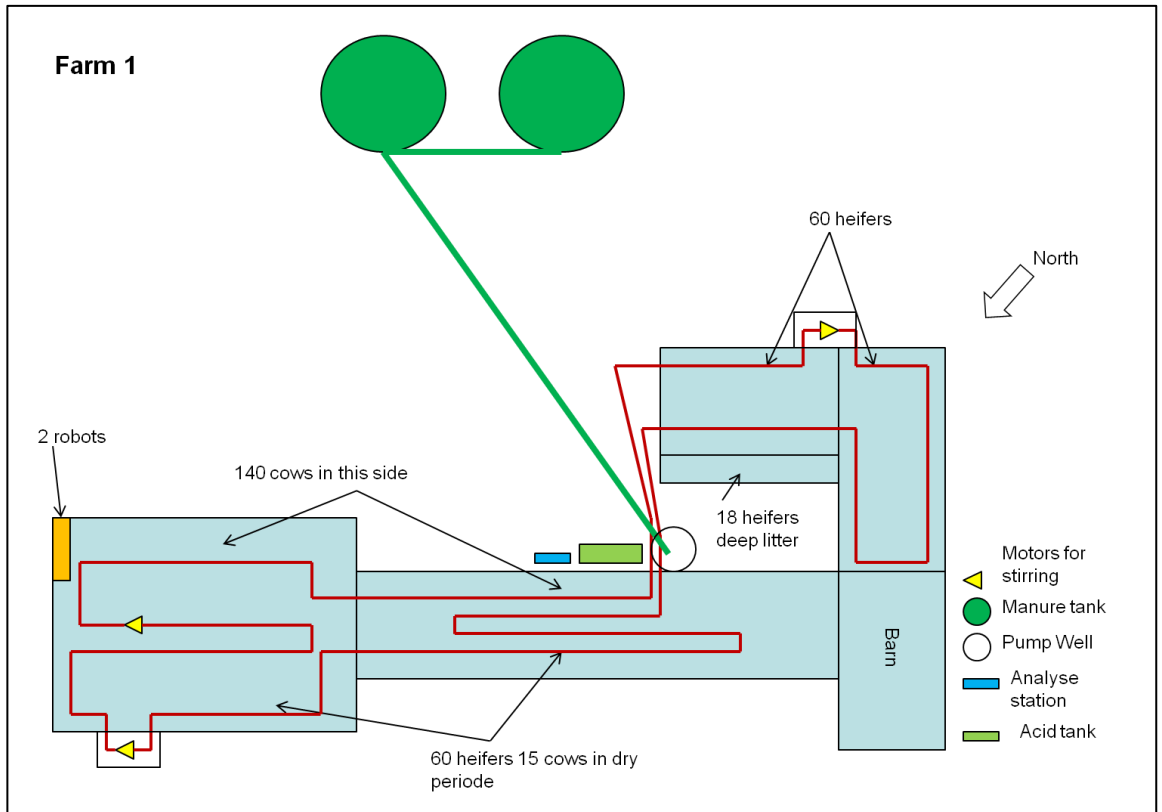 Farm 1
60 heifers
North
2 robots
140 cows in this side
18 heifers
deep litter
Motors for
stirring
Manure tank
Pump Well
Barn
Analyse
station
Acid tank
60 heifers 15 cows in dry
periode